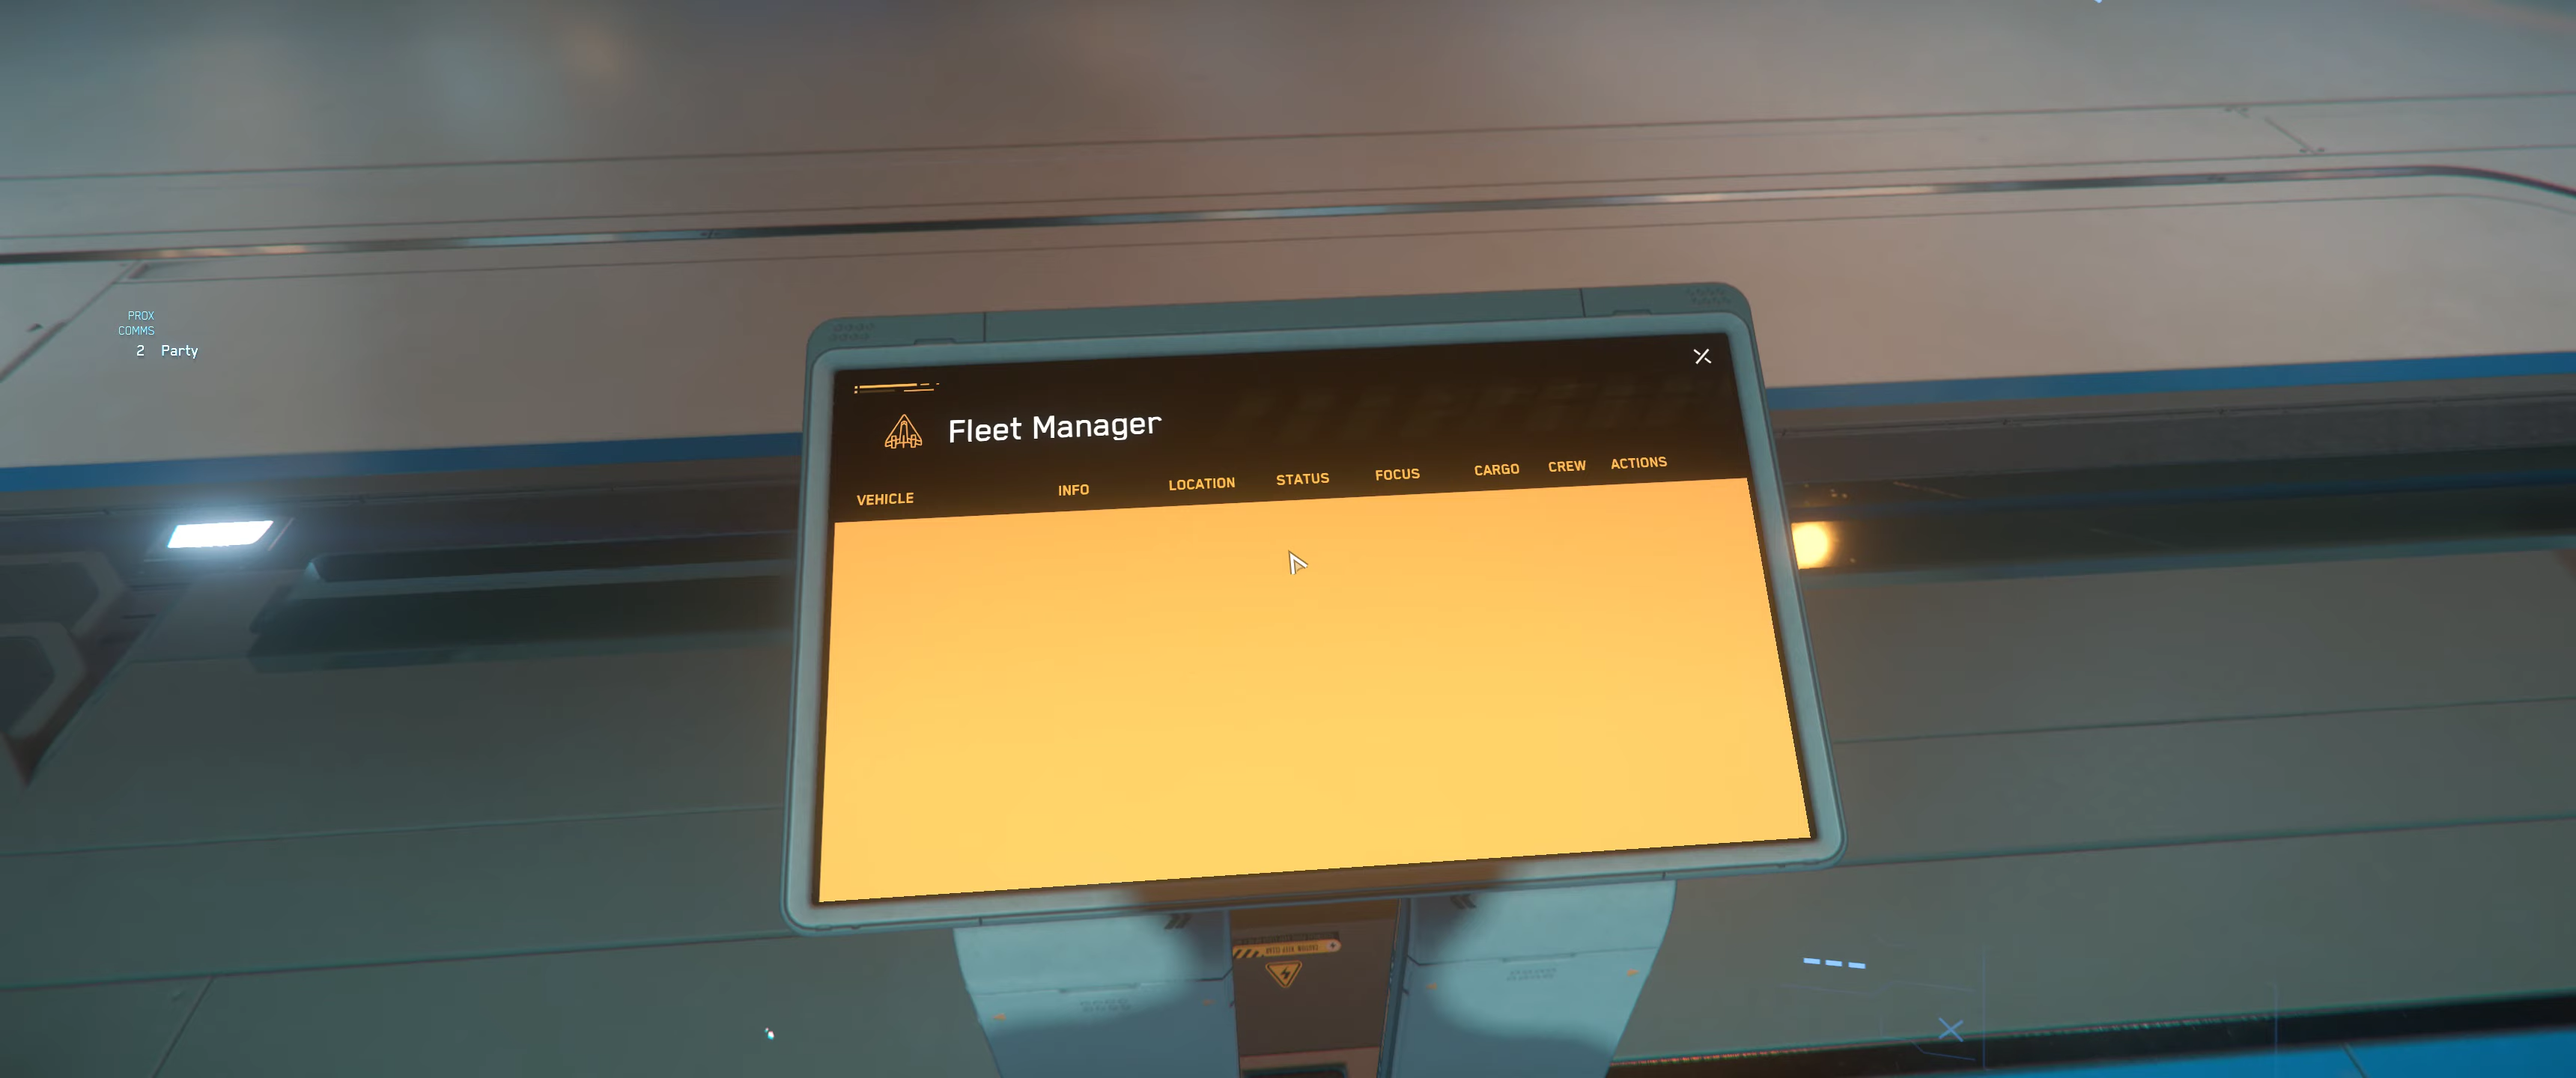 PROX
COMMS
2 Party
Fleet Manager
VEHICLE INFO LOCATION STATUS FOCUS CARGO CREW ACTIONS